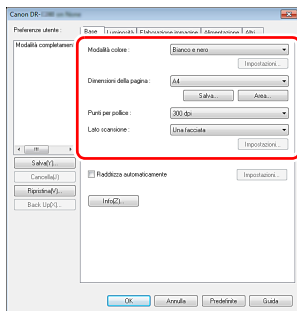 Canon DR-
Preferenze utente :
Base Luminosità Elaborazione immagine Alimentazione Altri...
Modalità completamen
Modalità colore : Bianco e nero
Impostazioni...
Dimensioni della pagina : A4
Salva... Area...
Punti per pollice : 300 dpi
Lato scansione : Una facciata
Impostazioni...
Salva(Y)...
Cancella(J)
Ripristina(V)...
Back Up(X)...
Raddrizza automaticamente Impostazioni...
Info(Z)...
OK Annulla Predefinite Guida